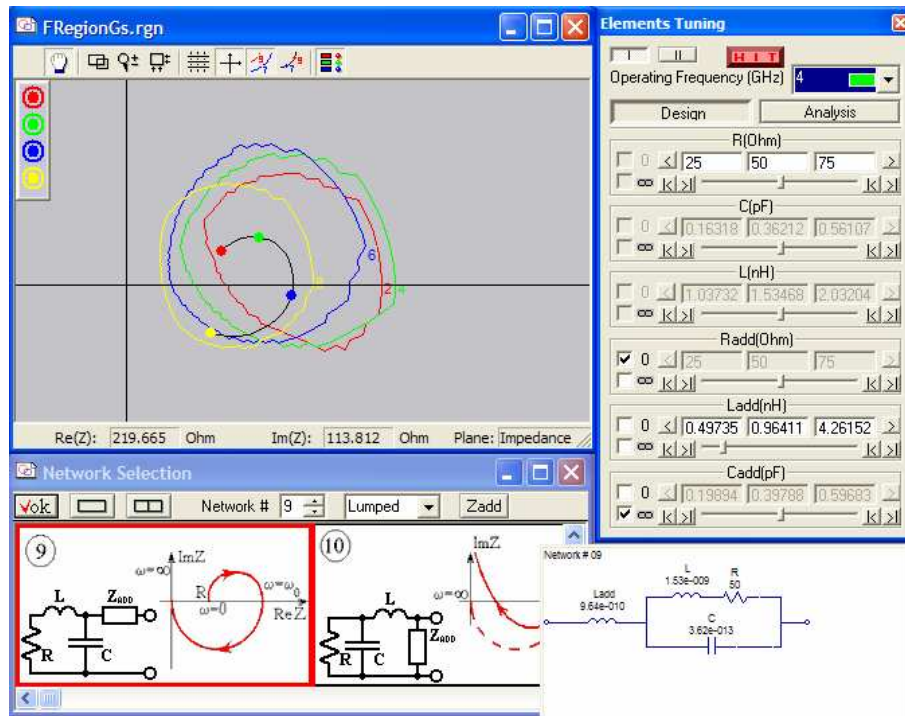 FRegionGs.rgn
6
2
4
Re(Z): 219.665 Ohm Im(Z): 113.812 Ohm Plane: Impedance
Elements Tuning
I II HIT
Operating Frequency (GHz) 4
Design Analysis
R(Ohm)
0 < 25 50 75 >
∞ |< >| |< >|
C(pF)
0 < 0.16318 0.36212 0.56107 >
∞ |< >| |< >|
L(nH)
0 < 1.03732 1.53468 2.03204 >
∞ |< >| |< >|
Radd(Ohm)
0 < 25 50 75 >
∞ |< >| |< >|
Ladd(nH)
0 < 0.49735 0.96411 4.26152 >
∞ |< >| |< >|
Cadd(pF)
0 < 0.19894 0.39788 0.59683 >
∞ |< >| |< >|
Network Selection
ok Network # 9 Lumped Zadd
9
ImZ
ω=∞
R
ω=0
ω=ω0
ReZ
L
ZADD
R
C
10
ImZ
ω=∞
L
ZADD
R
C
Network # 09
Ladd
9.64e-010
L
1.53e-009
R
50
C
3.62e-013